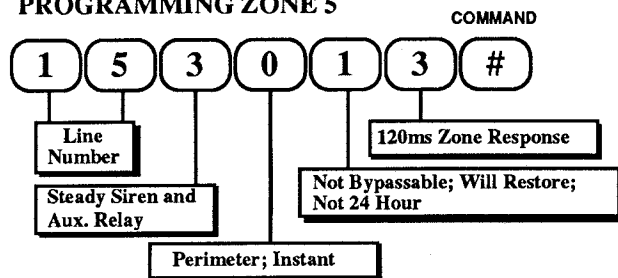 PROGRAMMING ZONE 5
COMMAND
1 5 3 0 1 3 #
Line
Number
120ms Zone Response
Steady Siren and
Aux. Relay
Not Bypassable; Will Restore;
Not 24 Hour
Perimeter; Instant